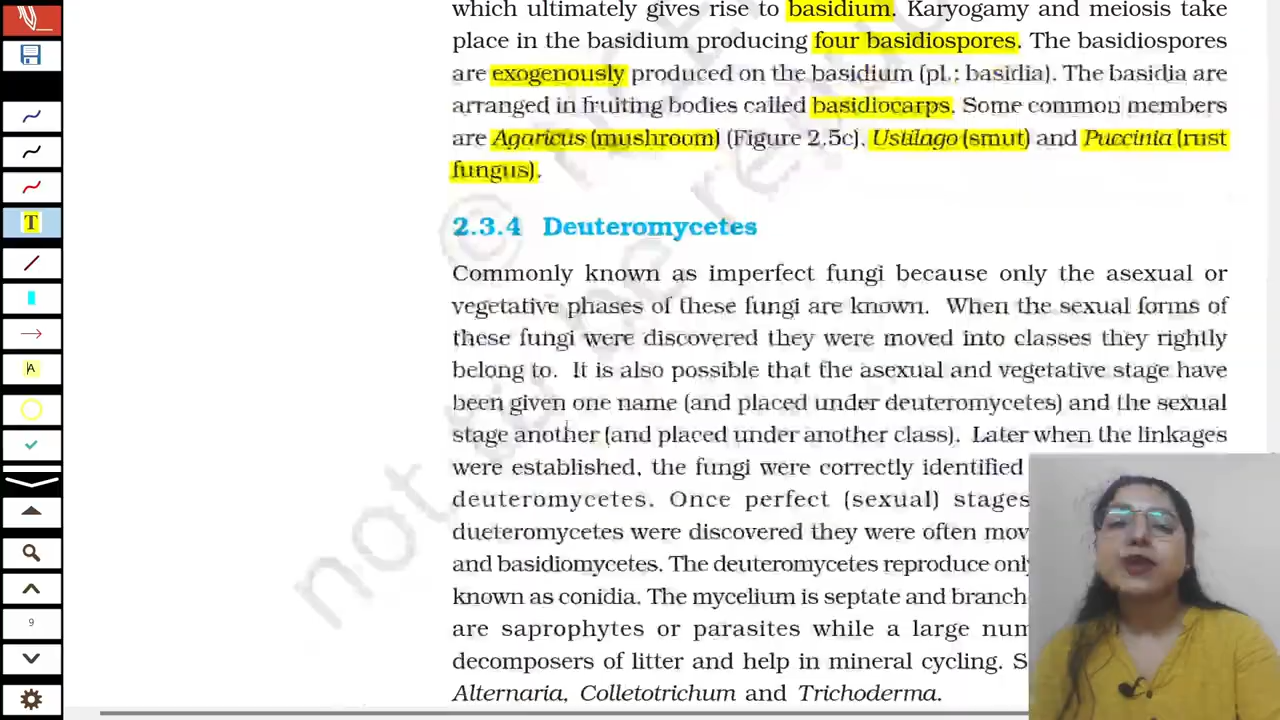 which ultimately gives rise to basidium. Karyogamy and meiosis take
place in the basidium producing four basidiospores. The basidiospores
are exogenously produced on the basidium (pl.: basidia). The basidia are
arranged in fruiting bodies called basidiocarps. Some common members
are Agaricus (mushroom) (Figure 2.5c), Ustilago (smut) and Puccinia (rust
fungus).
2.3.4 Deuteromycetes
Commonly known as imperfect fungi because only the asexual or
vegetative phases of these fungi are known. When the sexual forms of
these fungi were discovered they were moved into classes they rightly
belong to. It is also possible that the asexual and vegetative stage have
been given one name (and placed under deuteromycetes) and the sexual
stage another (and placed under another class). Later when the linkages
were established, the fungi were correctly identified
deuteromycetes. Once perfect (sexual) stages
dueteromycetes were discovered they were often mov
and basidiomycetes. The deuteromycetes reproduce only
known as conidia. The mycelium is septate and branch
are saprophytes or parasites while a large num
decomposers of litter and help in mineral cycling. S
Alternaria, Colletotrichum and Trichoderma.
T
A
9
© N
not to be repu